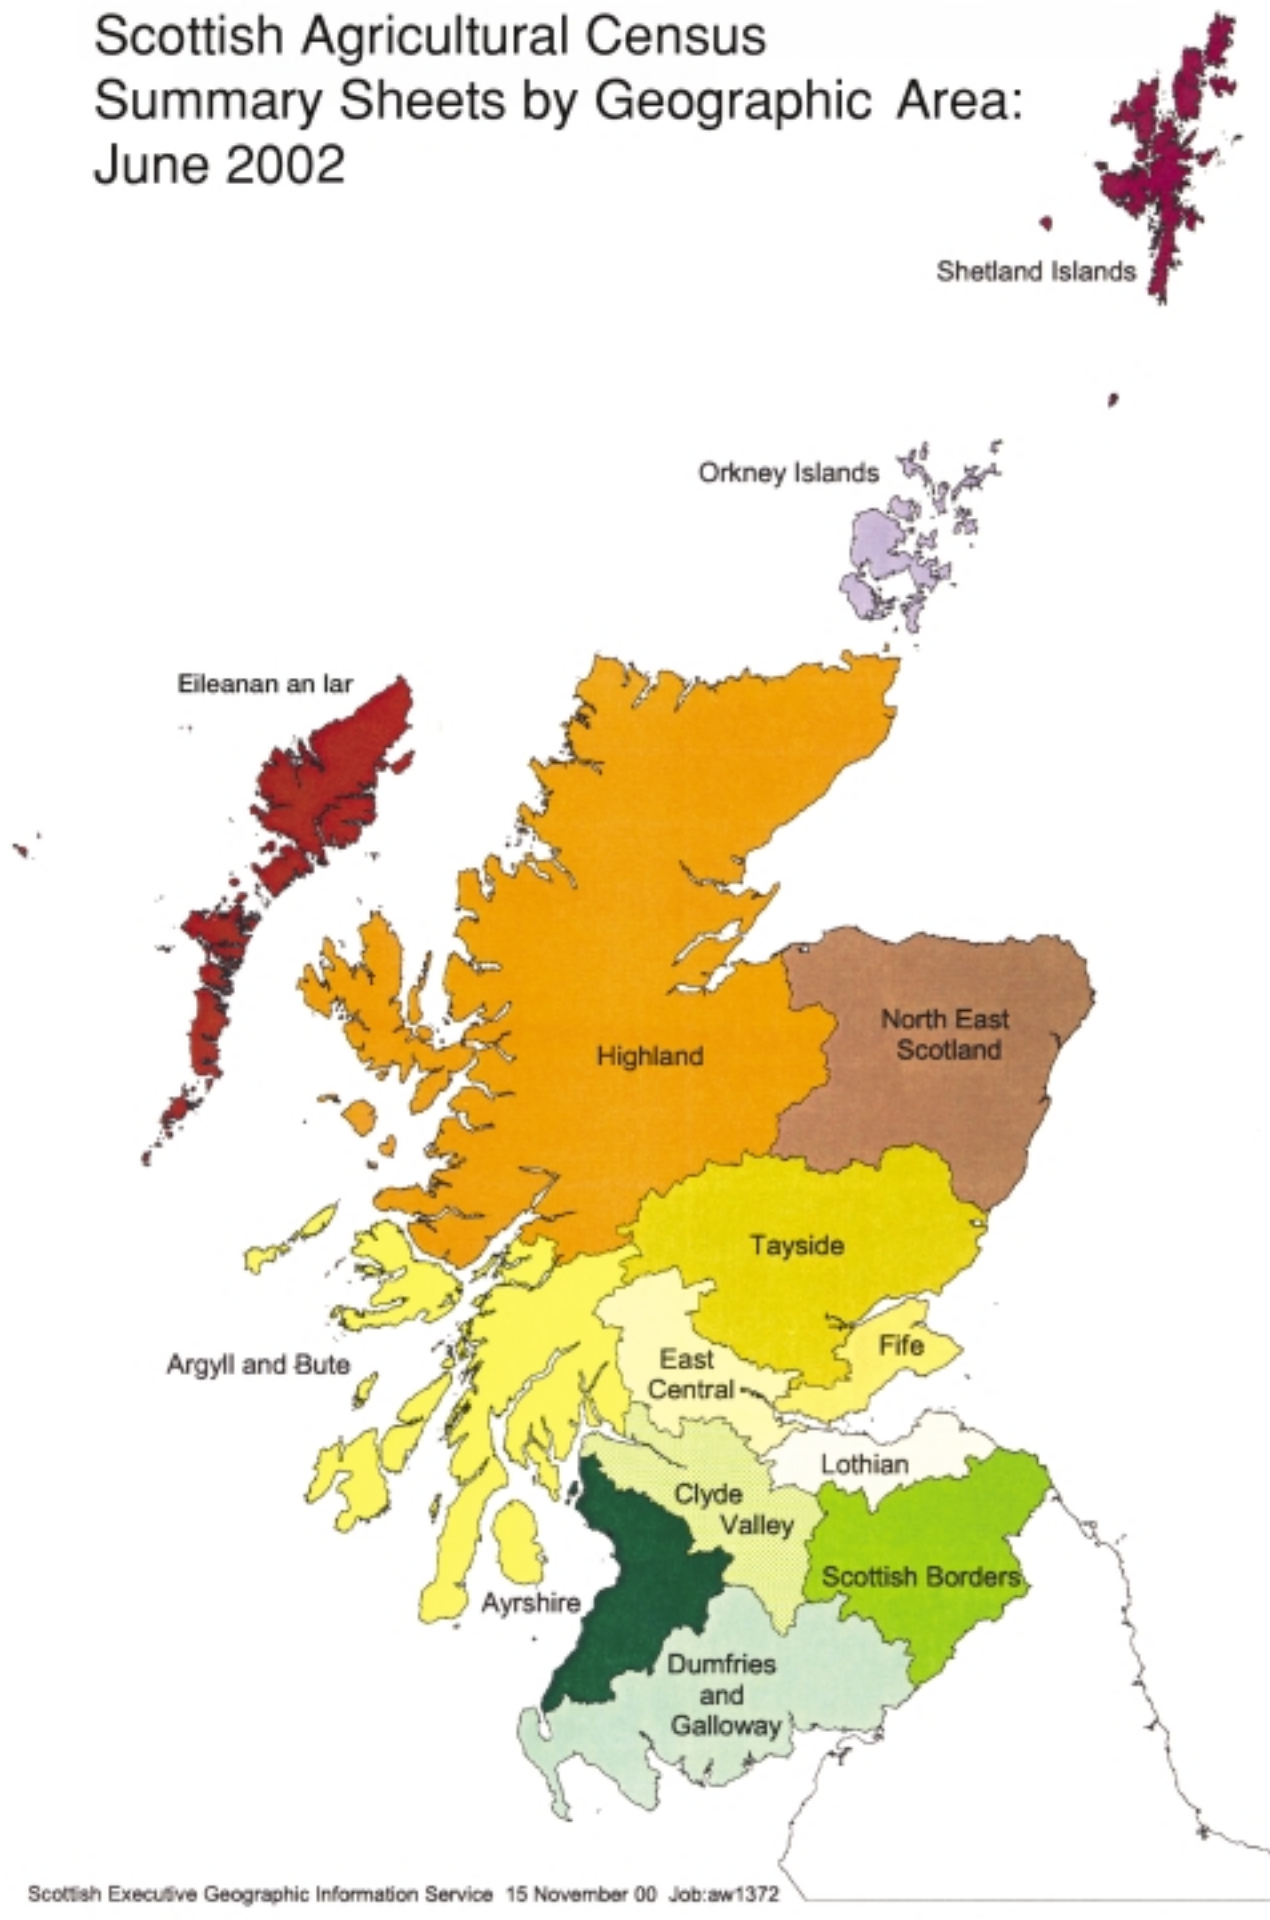 Scottish Agricultural Census
Summary Sheets by Geographic Area:
June 2002
Shetland Islands
Orkney Islands
Eileanan an Iar
North East
Scotland
Highland
Tayside
Fife
East
Central
Argyll and Bute
Lothian
Clyde
Valley
Scottish Borders
Ayrshire
Dumfries
and
Galloway
Scottish Executive Geographic Information Service 15 November 00 Job:aw1372